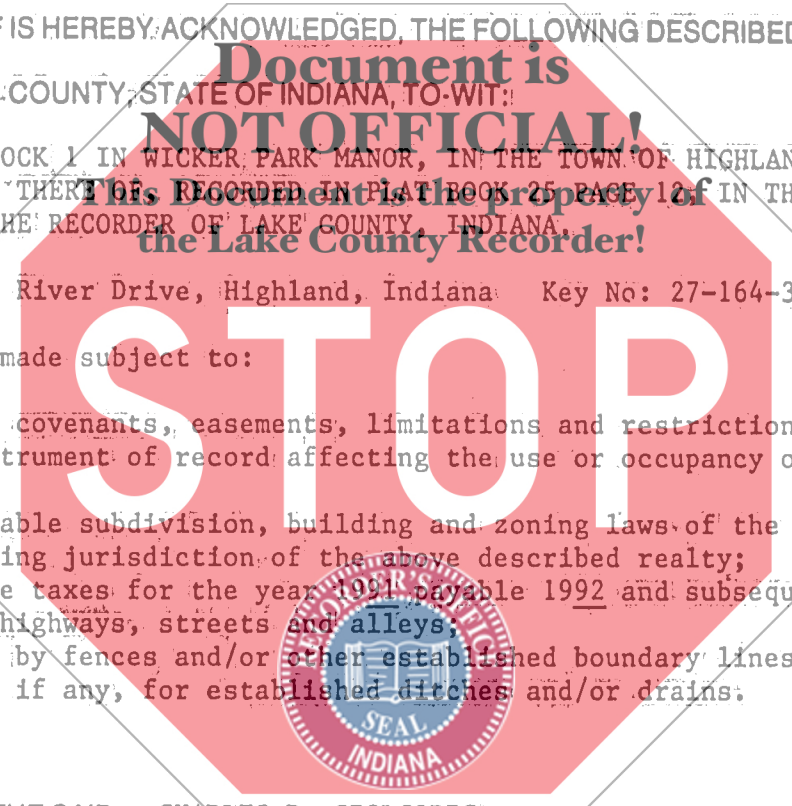 F IS HEREBY ACKNOWLEDGED, THE FOLLOWING DESCRIBED
Document is
COUNTY, STATE OF INDIANA, TO-WIT:
NOT OFFICIAL!
OCK 1 IN WICKER PARK MANOR, IN THE TOWN OF HIGHLAN
This Document is the property of
THEREOF, RECORDED IN PLAT BOOK 25 PAGE 12, IN TH
HE RECORDER OF LAKE COUNTY, INDIANA.
the Lake County Recorder!
River Drive, Highland, Indiana Key No: 27-164-3
made subject to:
STOP
covenants, easements, limitations and restriction
trument of record affecting the use or occupancy o
able subdivision, building and zoning laws of the
ing jurisdiction of the above described realty;
e taxes for the year 1991 payable 1992 and subsequ
highways, streets and alleys;
by fences and/or other established boundary lines
if any, for established ditches and/or drains.
RECORDER'S OFFICE
SEAL
INDIANA